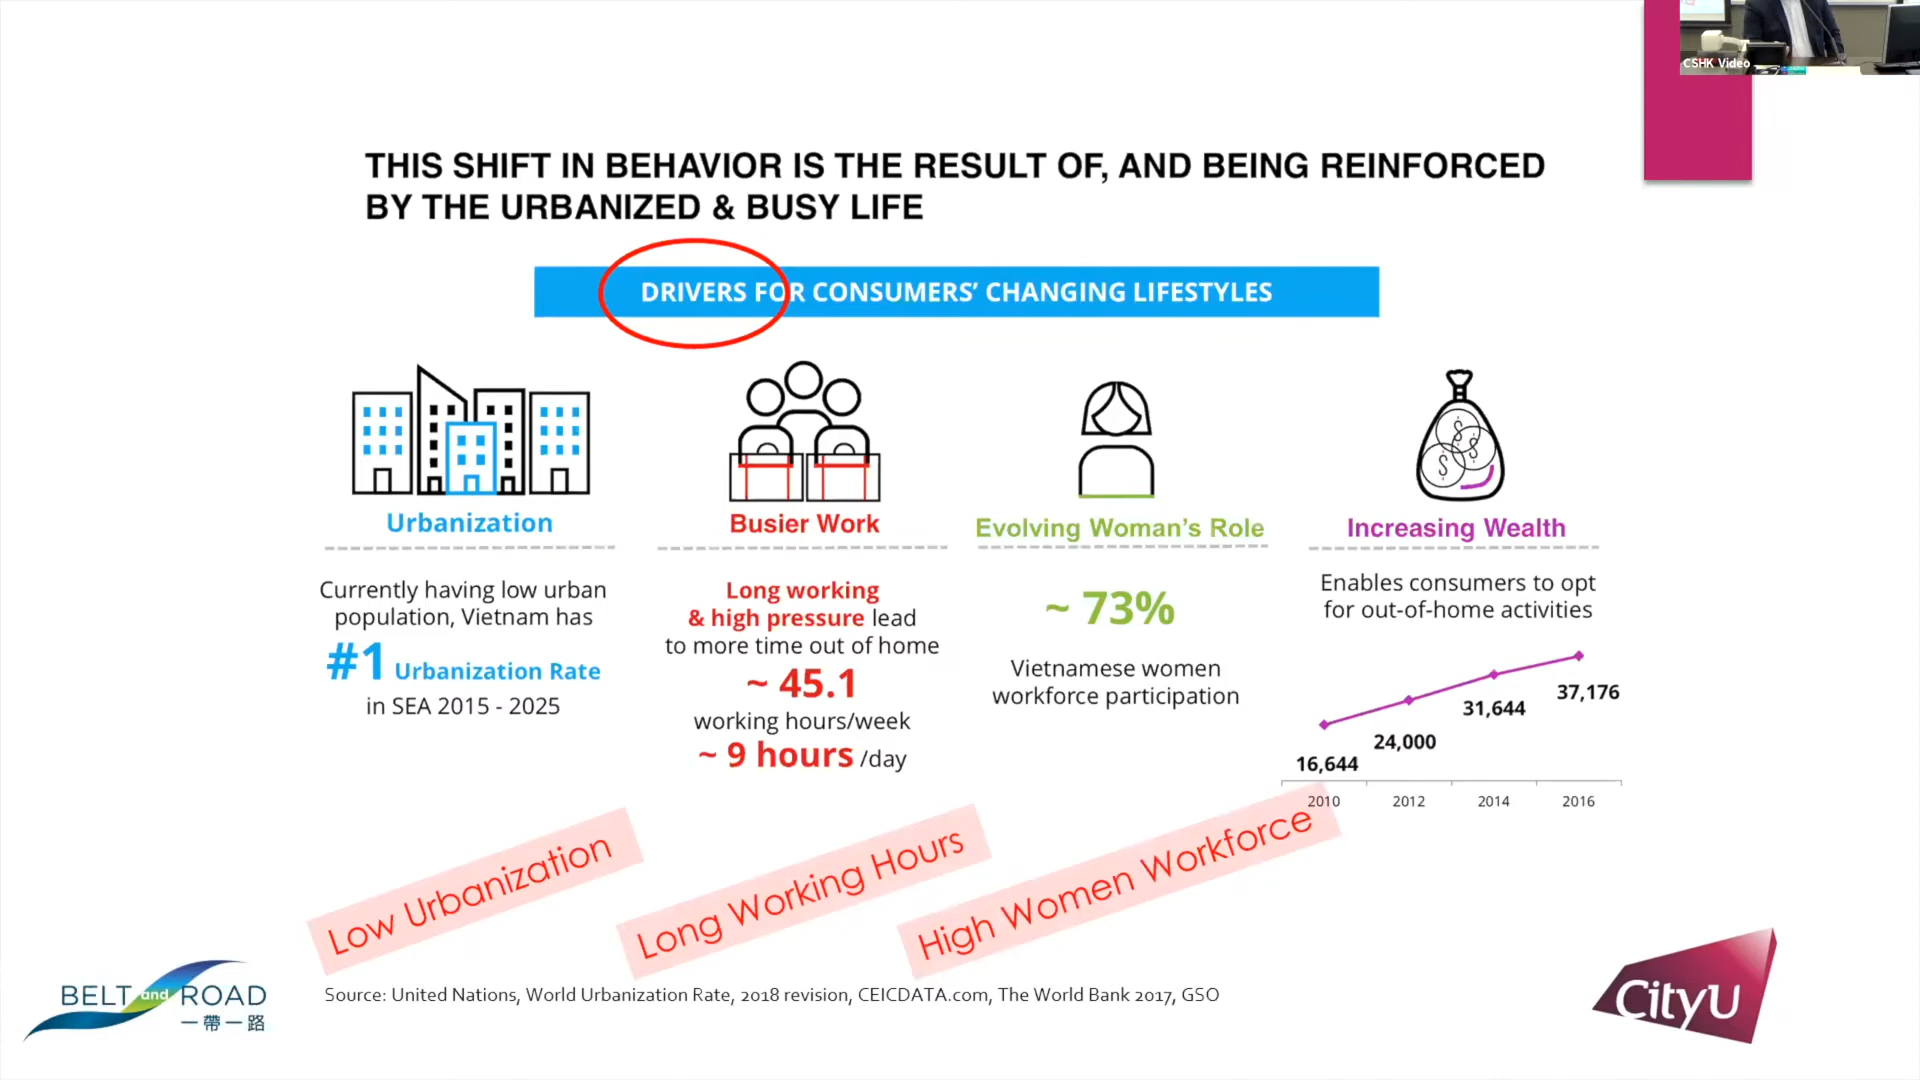 CSHK Video
THIS SHIFT IN BEHAVIOR IS THE RESULT OF, AND BEING REINFORCED
BY THE URBANIZED & BUSY LIFE
DRIVERS FOR CONSUMERS’ CHANGING LIFESTYLES
Urbanization
Currently having low urban
population, Vietnam has
#1 Urbanization Rate
in SEA 2015 - 2025
Busier Work
Long working
& high pressure lead
to more time out of home
~ 45.1
working hours/week
~ 9 hours /day
Evolving Woman’s Role
~ 73%
Vietnamese women
workforce participation
Increasing Wealth
Enables consumers to opt
for out-of-home activities
16,644
24,000
31,644
37,176
2010 2012 2014 2016
Low Urbanization
Long Working Hours
High Women Workforce
Source: United Nations, World Urbanization Rate, 2018 revision, CEICDATA.com, The World Bank 2017, GSO
BELT and ROAD
一帶一路
CityU